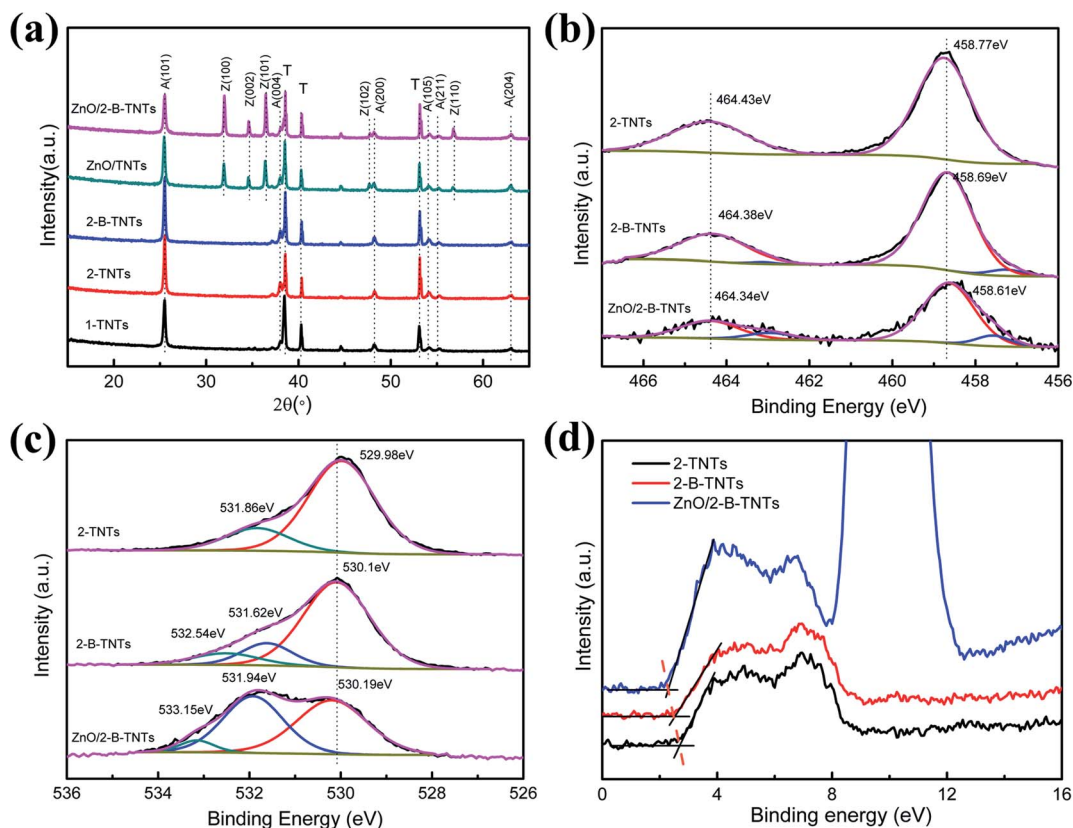 (a)
A(101)
Z(100)
Z(002)
Z(101)
A(004)
T
T
Z(102)
A(200)
T
A(105)
A(211)
Z(110)
A(204)
ZnO/2-B-TNTs
ZnO/TNTs
2-B-TNTs
2-TNTs
1-TNTs
Intensity(a.u.)
20 30 40 50 60
2θ(°)
(b)
458.77eV
464.43eV
2-TNTs
458.69eV
464.38eV
2-B-TNTs
458.61eV
464.34eV
ZnO/2-B-TNTs
Intensity (a.u.)
466 464 462 460 458 456
Binding Energy (eV)
(c)
529.98eV
531.86eV
2-TNTs
530.1eV
531.62eV
532.54eV
2-B-TNTs
531.94eV
530.19eV
533.15eV
ZnO/2-B-TNTs
Intensity (a.u.)
536 534 532 530 528 526
Binding Energy (eV)
(d)
2-TNTs
2-B-TNTs
ZnO/2-B-TNTs
Intensity (a.u.)
0 4 8 12 16
Binding energy (eV)